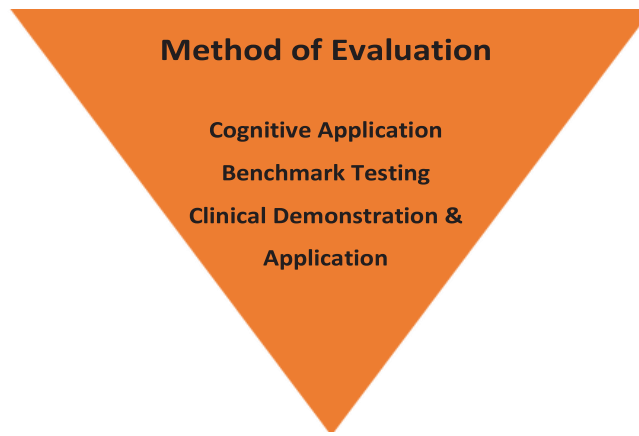 Method of Evaluation
Cognitive Application
Benchmark Testing
Clinical Demonstration &
Application